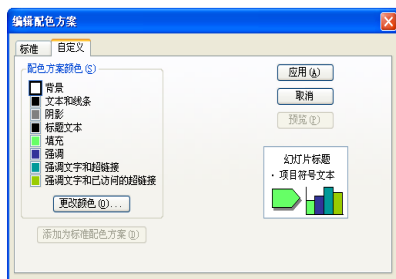 编辑配色方案
标准 自定义
配色方案颜色(S)
背景
文本和线条
阴影
标题文本
填充
强调
强调文字和超链接
强调文字和已访问的超链接
更改颜色(O)...
添加为标准配色方案(D)
应用(A)
取消
预览(P)
幻灯片标题
· 项目符号文本